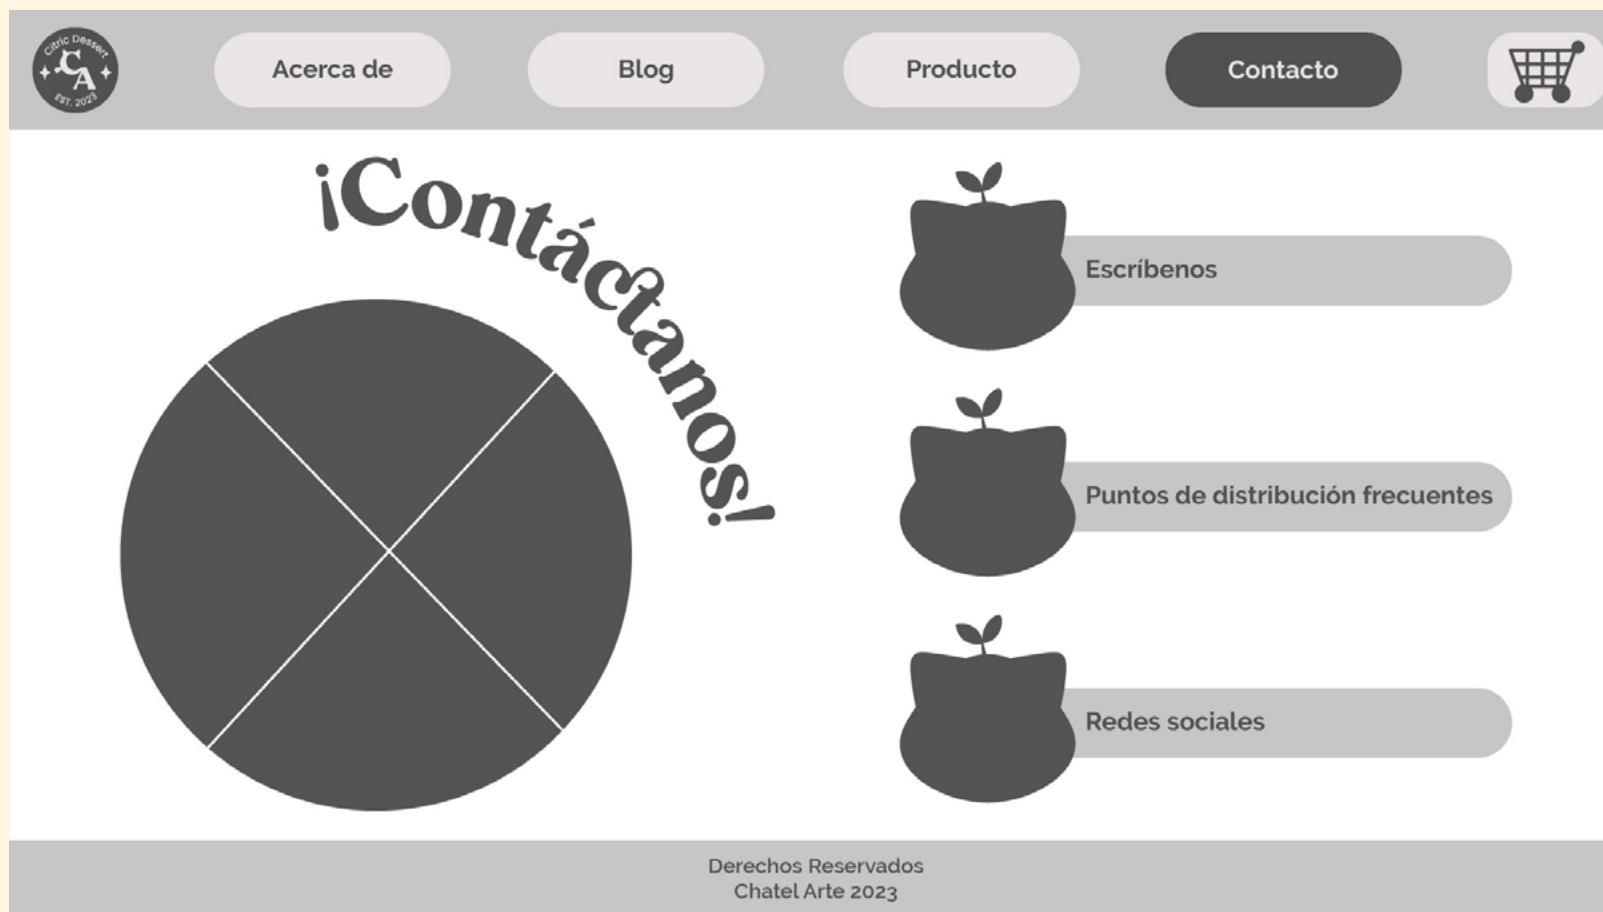 Citric Dessert
CA
EST. 2023
Acerca de
Blog
Producto
Contacto
¡Contáctanos!
Escríbenos
Puntos de distribución frecuentes
Redes sociales
Derechos Reservados
Chatel Arte 2023